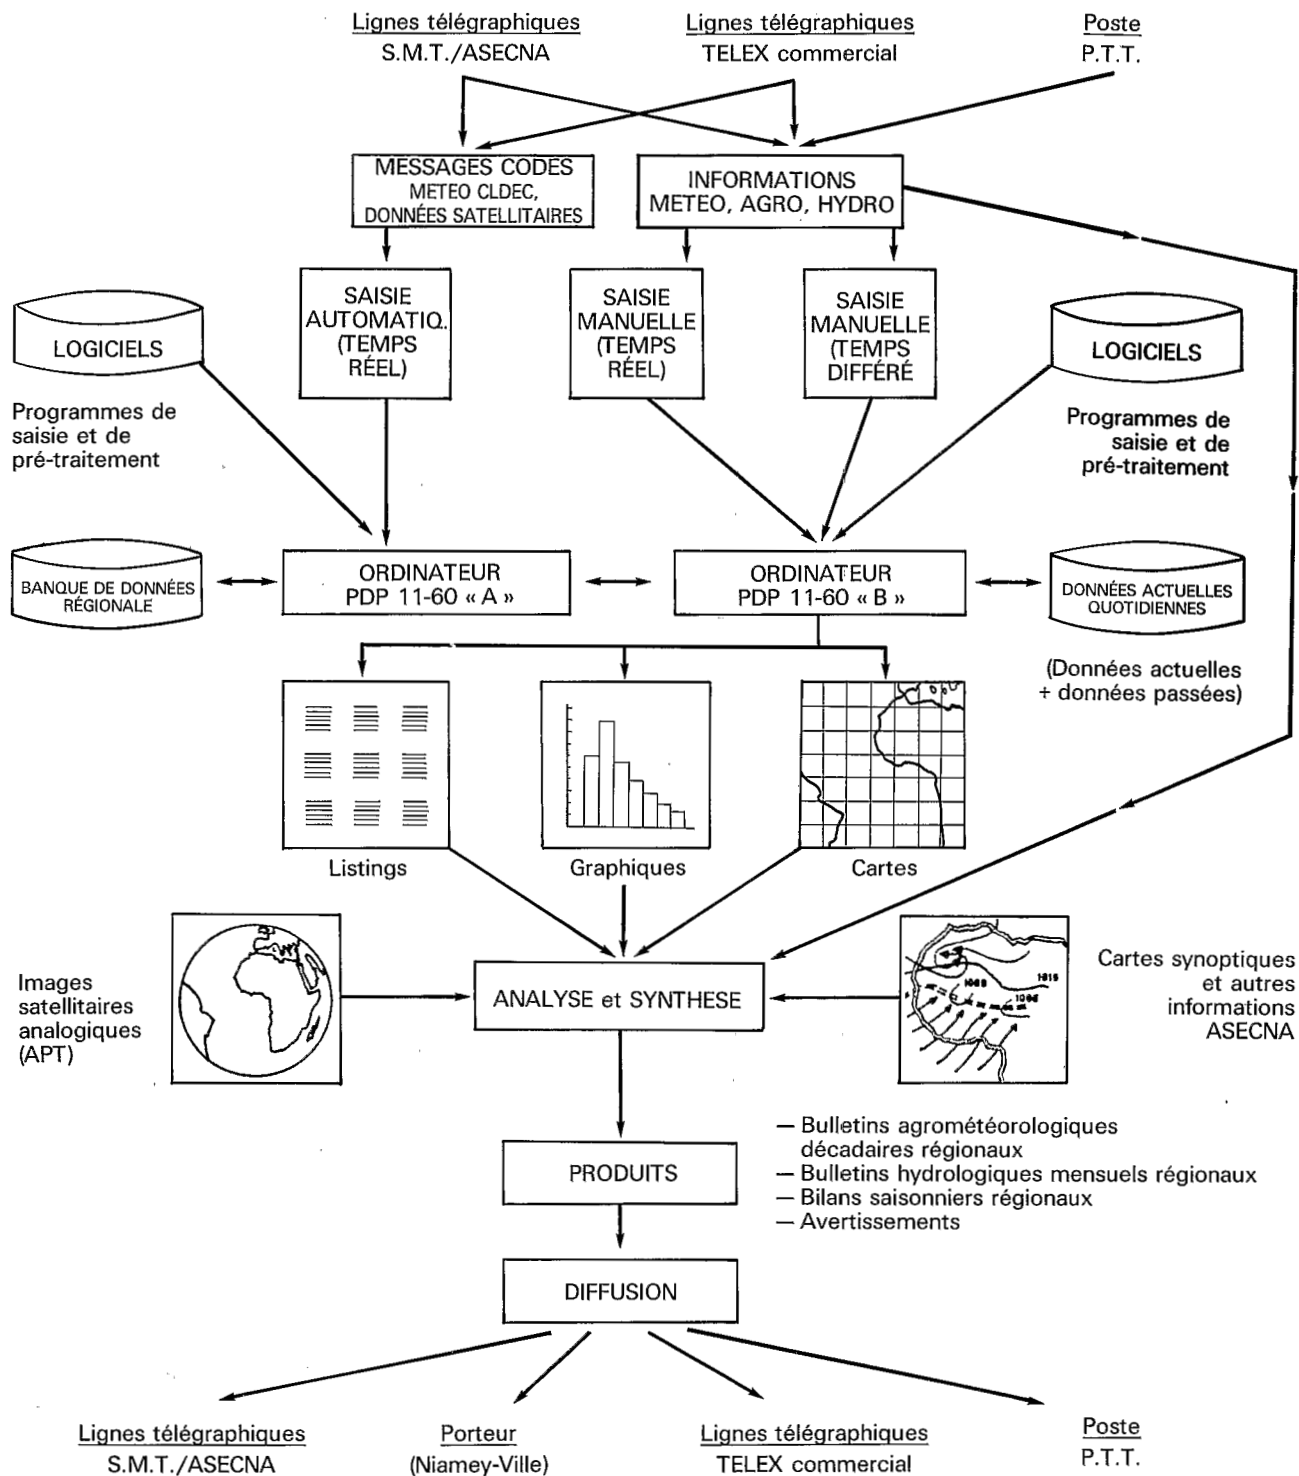 Lignes télégraphiques
S.M.T./ASECNA
Lignes télégraphiques
TELEX commercial
Poste
P.T.T.
MESSAGES CODES
METEO CLDEC,
DONNÉES SATELLITAIRES
INFORMATIONS
METEO, AGRO, HYDRO
LOGICIELS
Programmes de
saisie et de
pré-traitement
SAISIE
AUTOMATIQ.
(TEMPS
RÉEL)
SAISIE
MANUELLE
(TEMPS
RÉEL)
SAISIE
MANUELLE
(TEMPS
DIFFÉRÉ
LOGICIELS
Programmes de
saisie et de
pré-traitement
BANQUE DE DONNÉES
RÉGIONALE
ORDINATEUR
PDP 11-60 « A »
ORDINATEUR
PDP 11-60 « B »
DONNÉES ACTUELLES
QUOTIDIENNES
(Données actuelles
+ données passées)
Listings
Graphiques
Cartes
Images
satellitaires
analogiques
(APT)
ANALYSE et SYNTHESE
1015
Cartes synoptiques
et autres
informations
ASECNA
PRODUITS
— Bulletins agrométéorologiques
décadaires régionaux
— Bulletins hydrologiques mensuels régionaux
— Bilans saisonniers régionaux
— Avertissements
DIFFUSION
Lignes télégraphiques
S.M.T./ASECNA
Porteur
(Niamey-Ville)
Lignes télégraphiques
TELEX commercial
Poste
P.T.T.